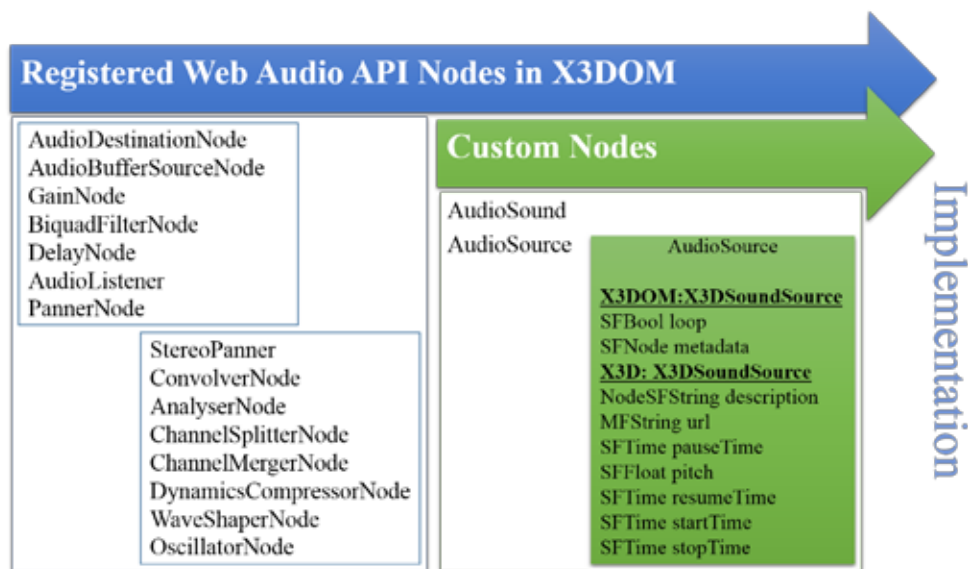 Registered Web Audio API Nodes in X3DOM
AudioDestinationNode
AudioBufferSourceNode
GainNode
BiquadFilterNode
DelayNode
AudioListener
PannerNode
StereoPanner
ConvolverNode
AnalyserNode
ChannelSplitterNode
ChannelMergerNode
DynamicsCompressorNode
WaveShaperNode
OscillatorNode
Custom Nodes
AudioSound
AudioSource
AudioSource
X3DOM:X3DSoundSource
SFBool loop
SFNode metadata
X3D: X3DSoundSource
NodeSFString description
MFString url
SFTime pauseTime
SFFloat pitch
SFTime resumeTime
SFTime startTime
SFTime stopTime
Implementation